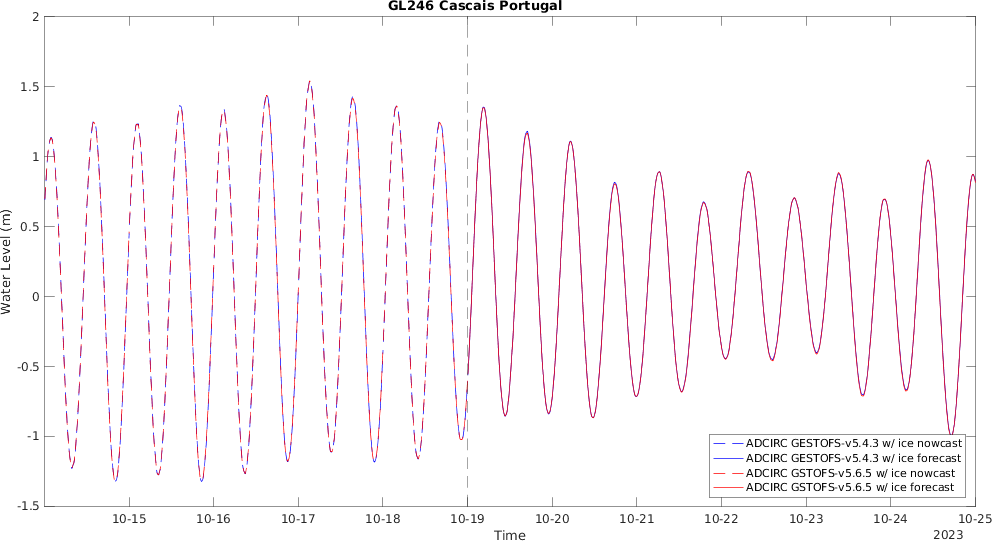 GL246 Cascais Portugal
2
1.5
1
0.5
0
-0.5
-1
-1.5
Water Level (m)
ADCIRC GESTOFS-v5.4.3 w/ ice nowcast
ADCIRC GESTOFS-v5.4.3 w/ ice forecast
ADCIRC GSTOFS-v5.6.5 w/ ice nowcast
ADCIRC GSTOFS-v5.6.5 w/ ice forecast
10-15 10-16 10-17 10-18 10-19 10-20 10-21 10-22 10-23 10-24 10-25
Time
2023